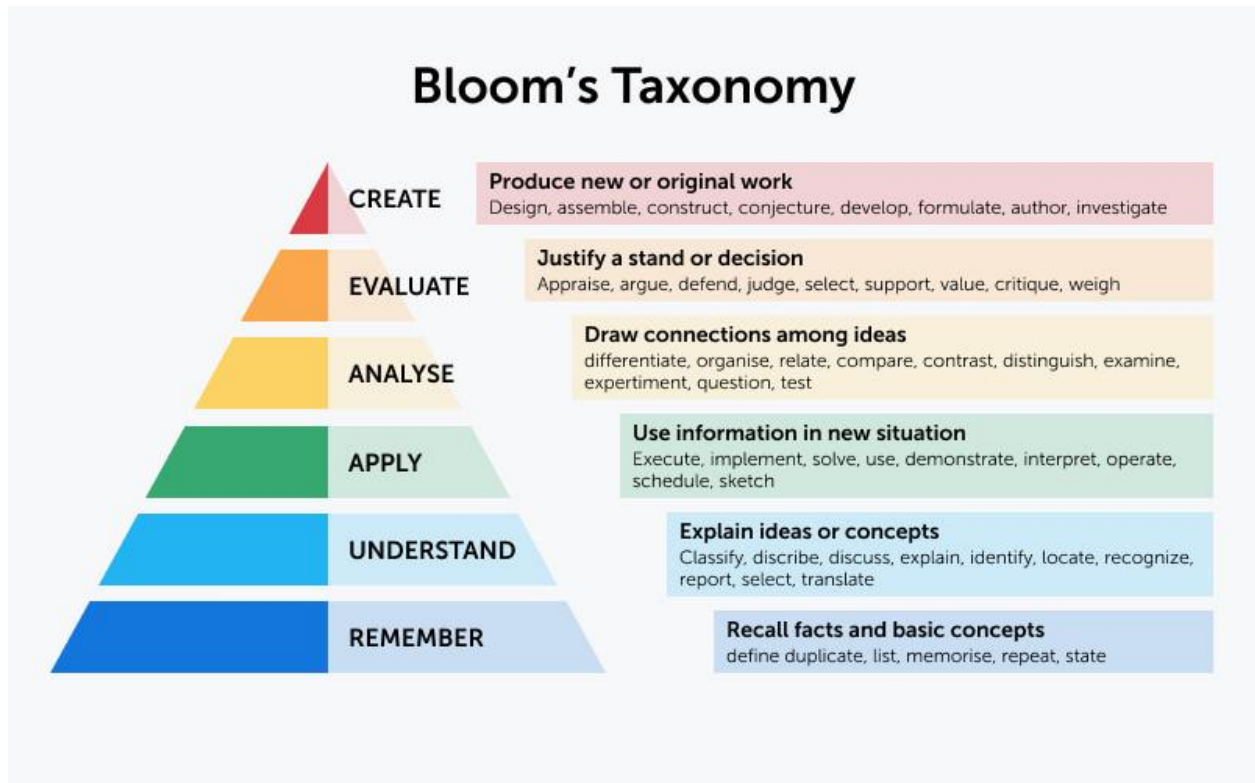 Bloom's Taxonomy
CREATE
Produce new or original work
Design, assemble, construct, conjecture, develop, formulate, author, investigate
EVALUATE
Justify a stand or decision
Appraise, argue, defend, judge, select, support, value, critique, weigh
ANALYSE
Draw connections among ideas
differentiate, organise, relate, compare, contrast, distinguish, examine,
expertiment, question, test
APPLY
Use information in new situation
Execute, implement, solve, use, demonstrate, interpret, operate,
schedule, sketch
UNDERSTAND
Explain ideas or concepts
Classify, discribe, discuss, explain, identify, locate, recognize,
report, select, translate
REMEMBER
Recall facts and basic concepts
define duplicate, list, memorise, repeat, state